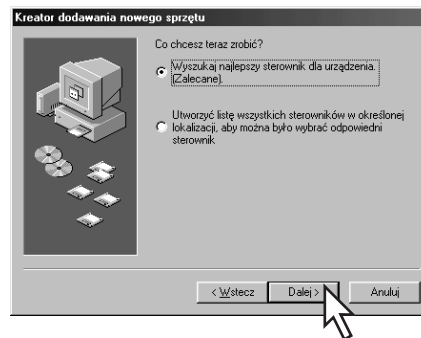 Kreator dodawania nowego sprzętu
Co chcesz teraz zrobić?
Wyszukaj najlepszy sterownik dla urządzenia.
(Zalecane).
Utworzyć listę wszystkich sterowników w określonej
lokalizacji, aby można było wybrać odpowiedni
sterownik
< Wstecz
Dalej >
Anuluj